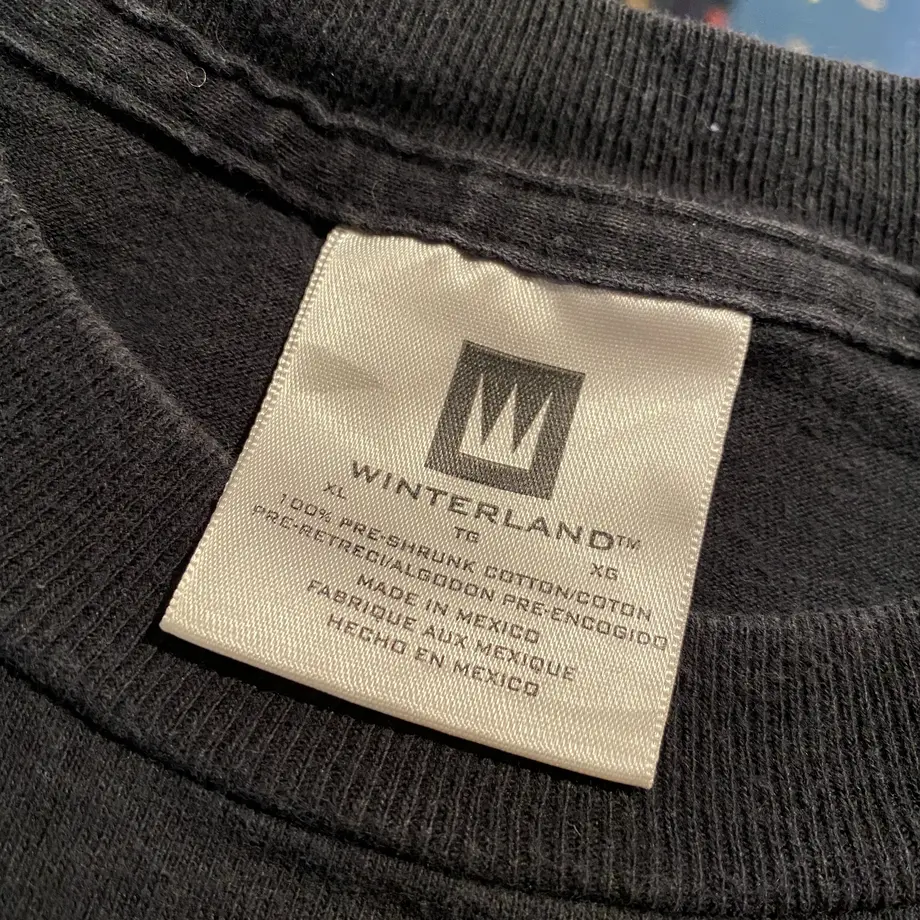 WINTERLAND™
XL TG XG
100% PRE-SHRUNK COTTON/COTON
PRE-RETRECI/ALGODON PRE-ENCOGIDO
MADE IN MEXICO
FABRIQUE AUX MEXIQUE
HECHO EN MEXICO